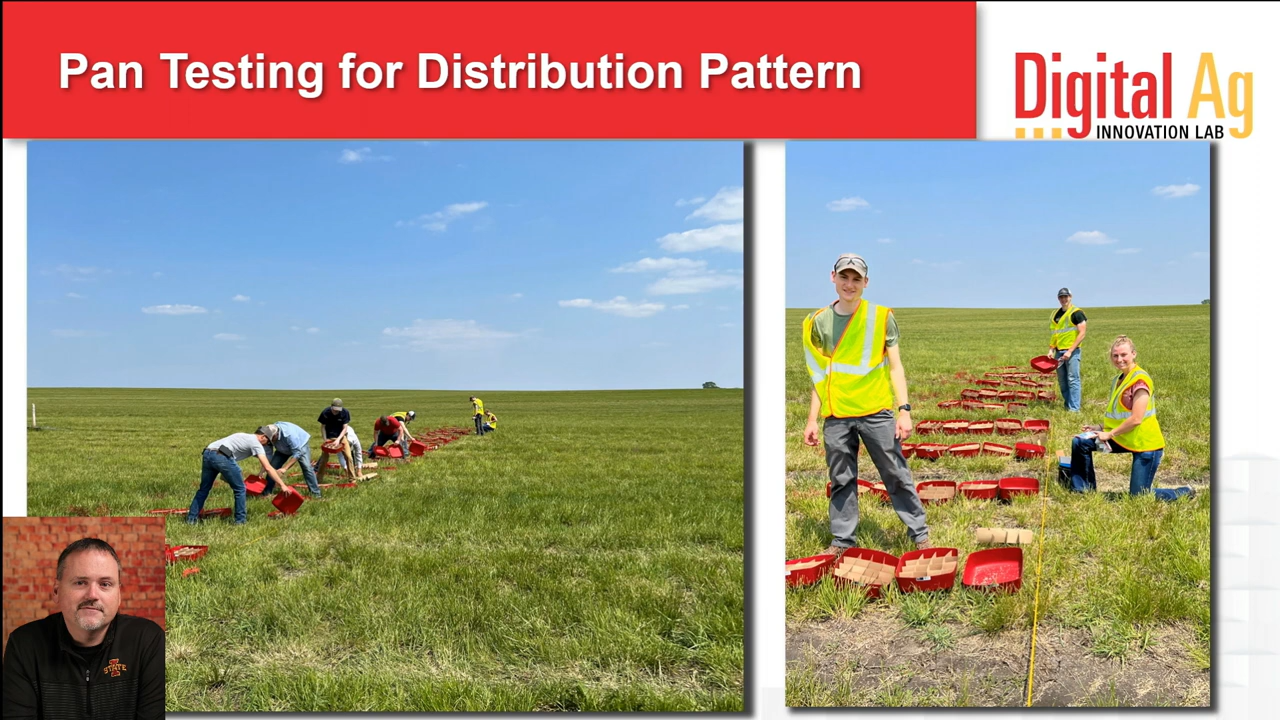 Pan Testing for Distribution Pattern
Digital Ag
INNOVATION LAB
STATE